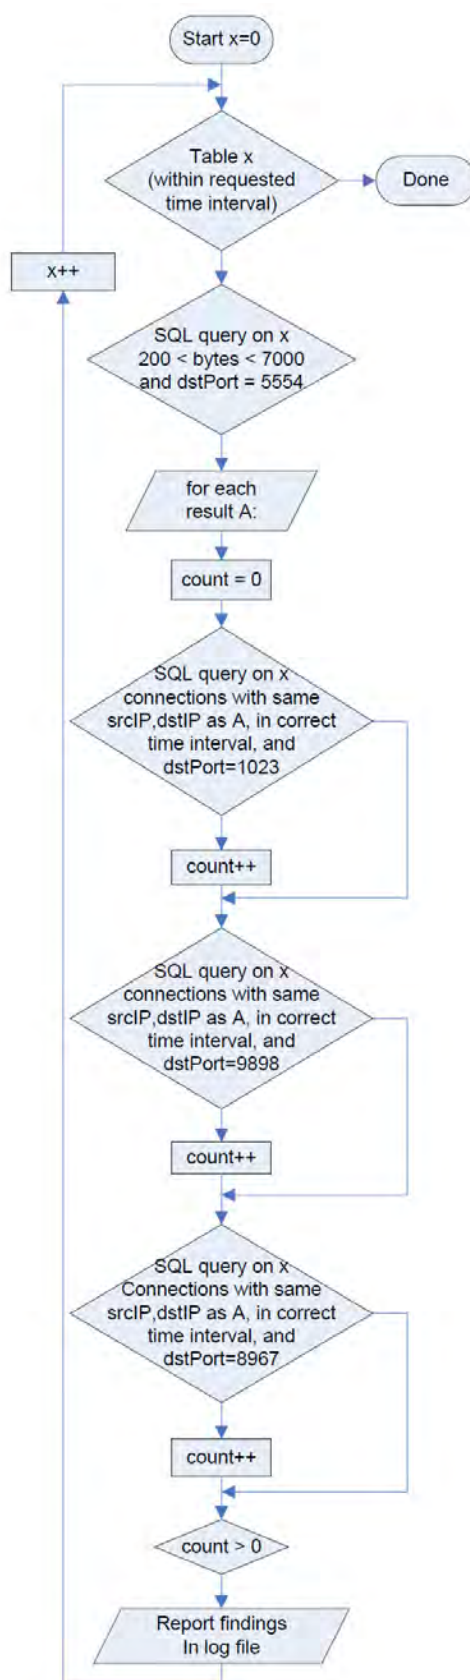 Start x=0
Table x
(within requested
time interval)
Done
x++
SQL query on x
200 < bytes < 7000
and dstPort = 5554
for each
result A:
count = 0
SQL query on x
connections with same
srcIP,dstIP as A, in correct
time interval, and
dstPort=1023
count++
SQL query on x
connections with same
srcIP,dstIP as A, in correct
time interval, and
dstPort=9898
count++
SQL query on x
Connections with same
srcIP,dstIP as A, in correct
time interval, and
dstPort=8967
count++
count > 0
Report findings
In log file